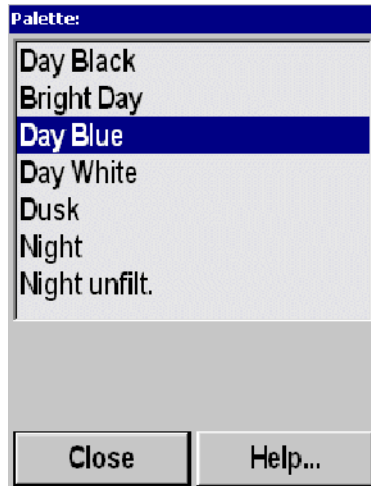 Palette:
Day Black
Bright Day
Day Blue
Day White
Dusk
Night
Night unfilt.
Close
Help...